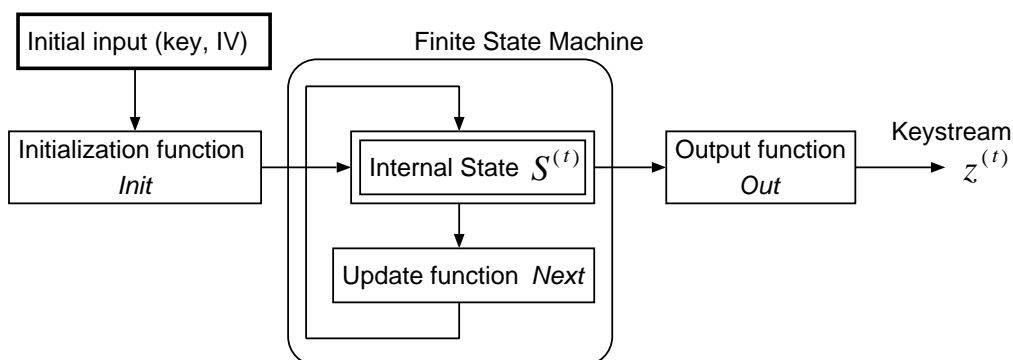 Initial input (key, IV)
Finite State Machine
Initialization function
Init
Internal State S^(t)
Output function
Out
Keystream
z^(t)
Update function Next